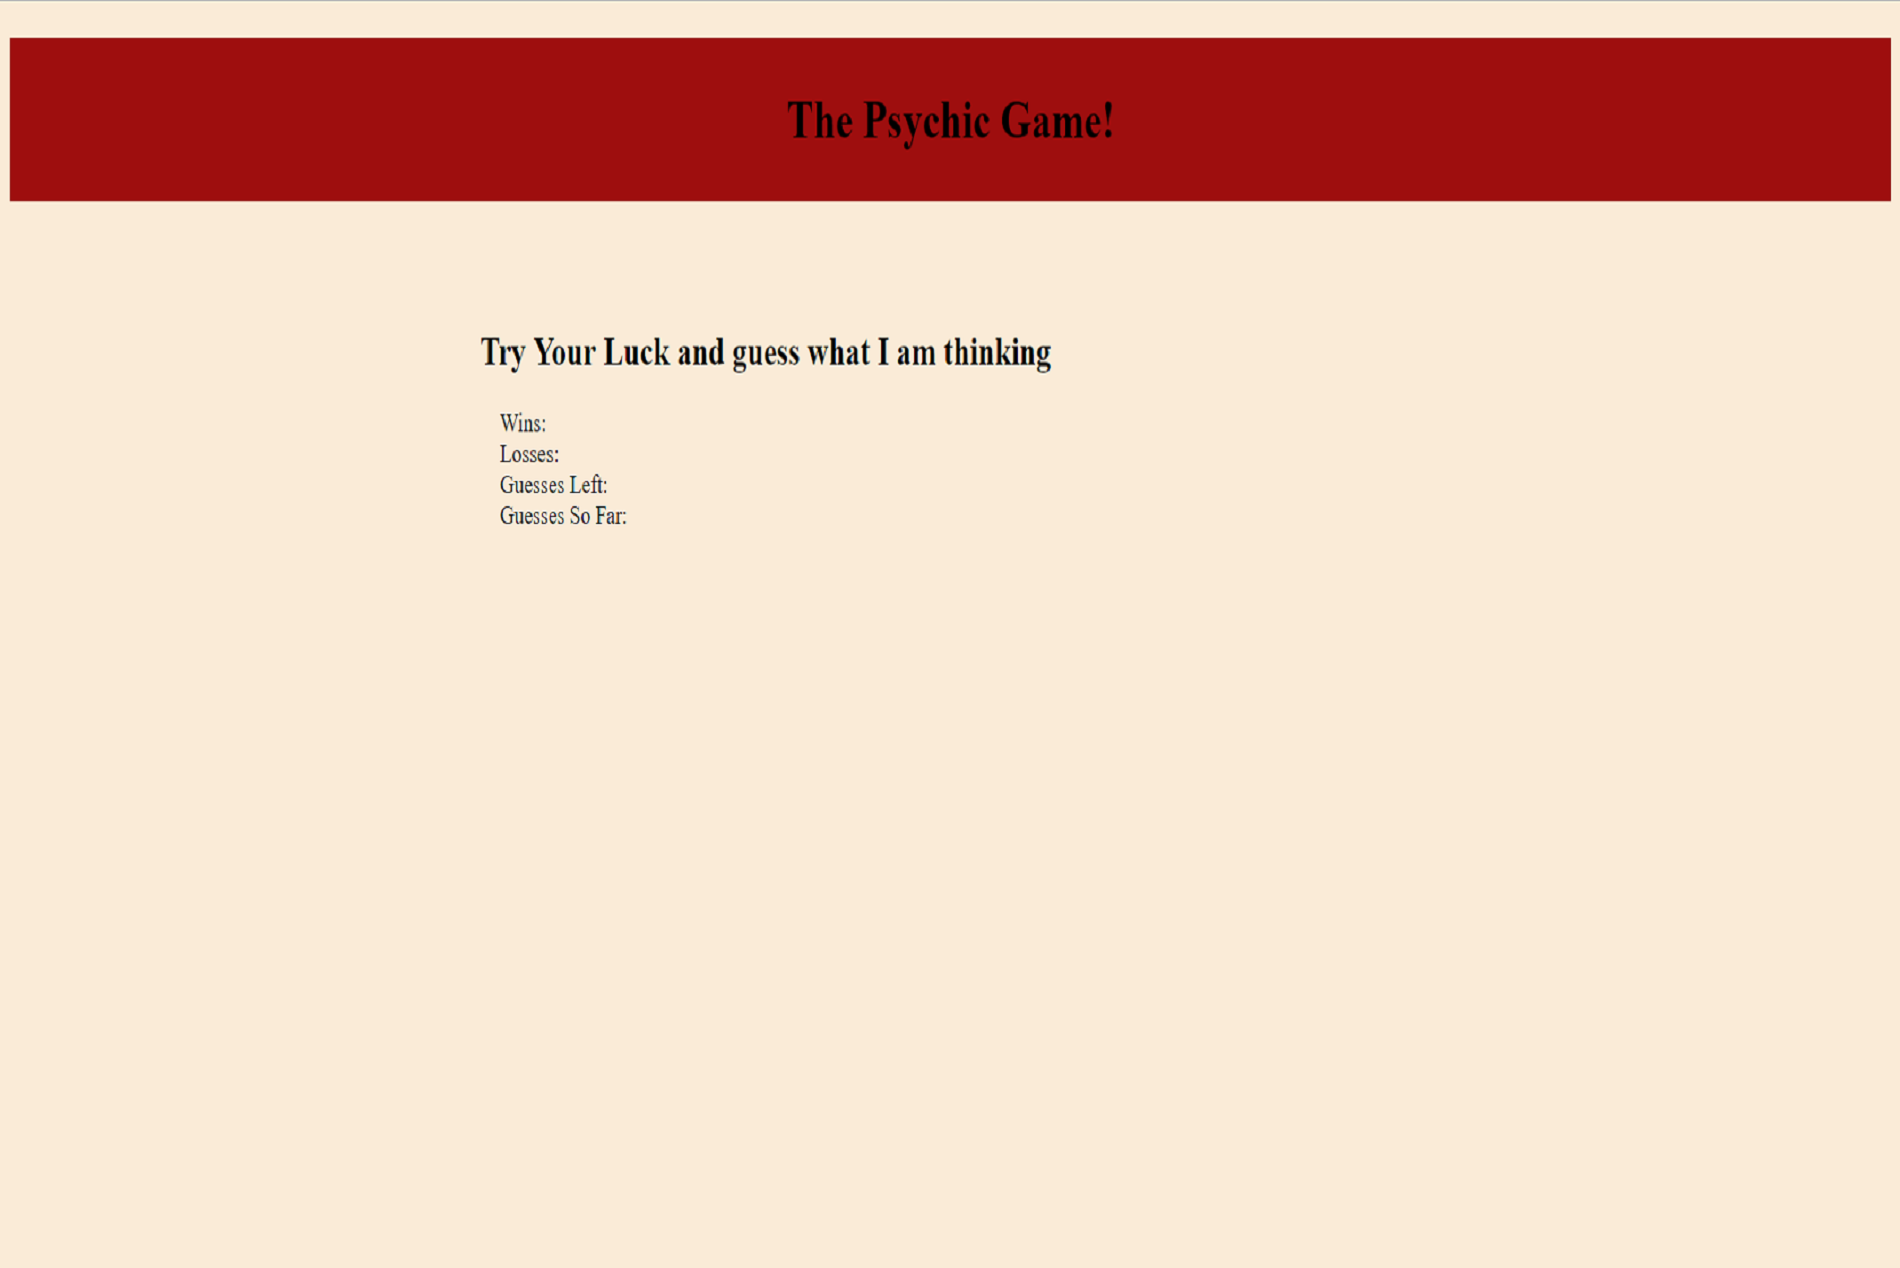 The Psychic Game!
Try Your Luck and guess what I am thinking
Wins:
Losses:
Guesses Left:
Guesses So Far: